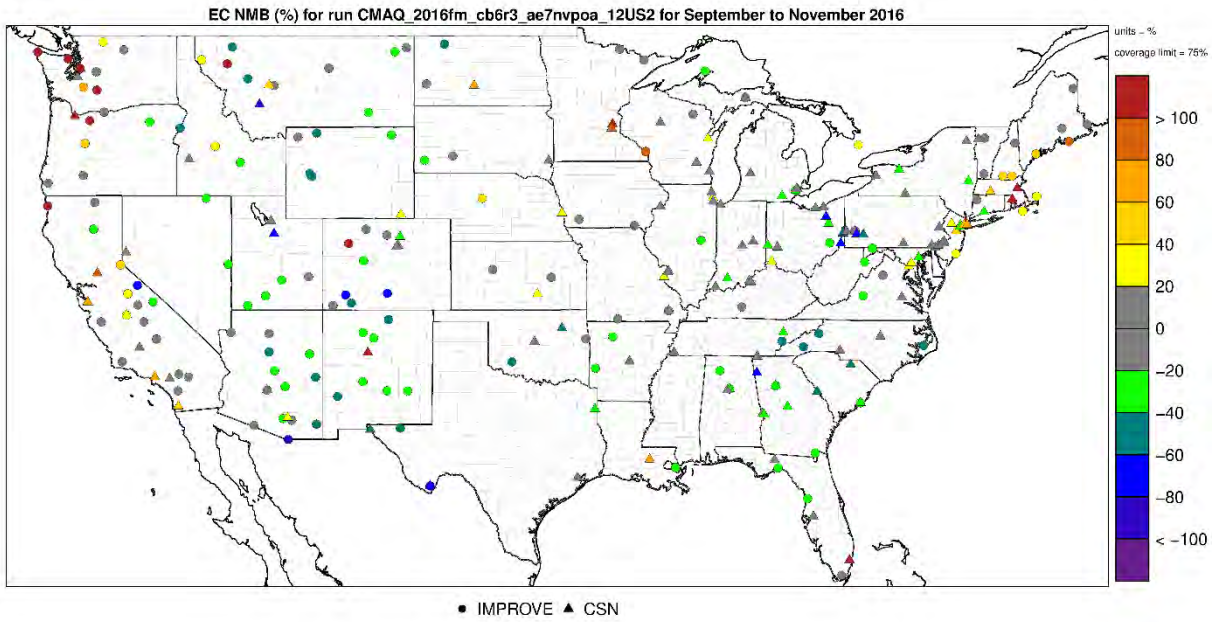 EC NMB (%) for run CMAQ_2016fm_cb6r3_ae7nvpoa_12US2 for September to November 2016
units = %
coverage limit = 75%
> 100
80
60
40
20
0
−20
−40
−60
−80
< −100
● IMPROVE ▲ CSN